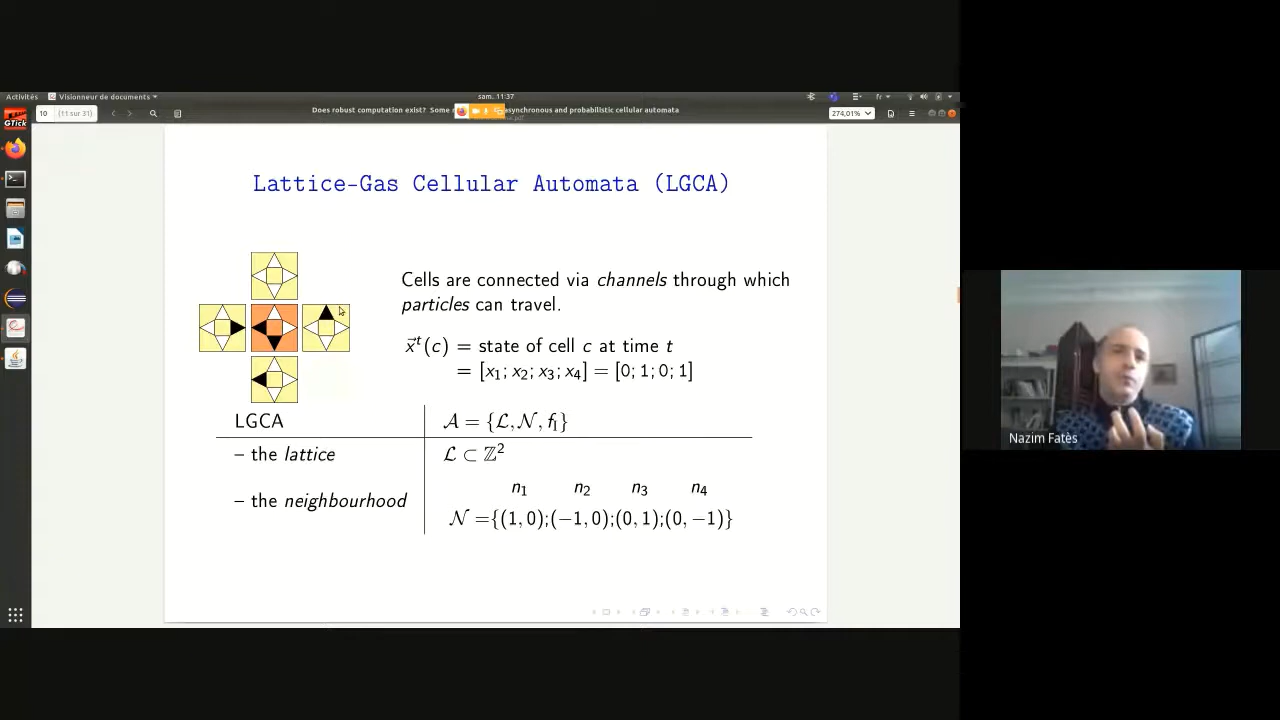 Activités
Visionneur de documents
sam. 11:37
fr
10
(11 sur 31)
Does robust computation exist? Some asynchronous and probabilistic cellular automata
274,01%
GTick
Lattice-Gas Cellular Automata (LGCA)
Cells are connected via channels through which
particles can travel.
x⃗ᵗ(c) = state of cell c at time t
= [x₁; x₂; x₃; x₄] = [0; 1; 0; 1]
LGCA
𝒜 = {ℒ, 𝒩, f_I}
– the lattice
ℒ ⊂ ℤ²
n₁ n₂ n₃ n₄
– the neighbourhood
𝒩 ={(1, 0);(−1, 0);(0, 1);(0, −1)}
Nazim Fatès